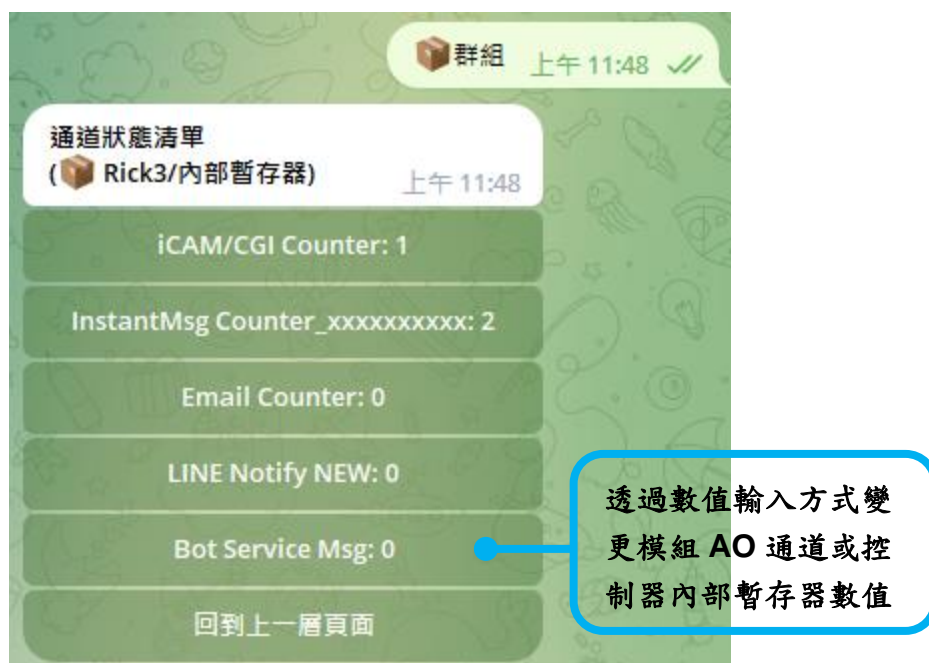 📦群組 上午 11:48
通道狀態清單
(📦 Rick3/內部暫存器) 上午 11:48
iCAM/CGI Counter: 1
InstantMsg Counter_xxxxxxxxxx: 2
Email Counter: 0
LINE Notify NEW: 0
Bot Service Msg: 0
回到上一層頁面
透過數值輸入方式變
更模組 AO 通道或控
制器內部暫存器數值